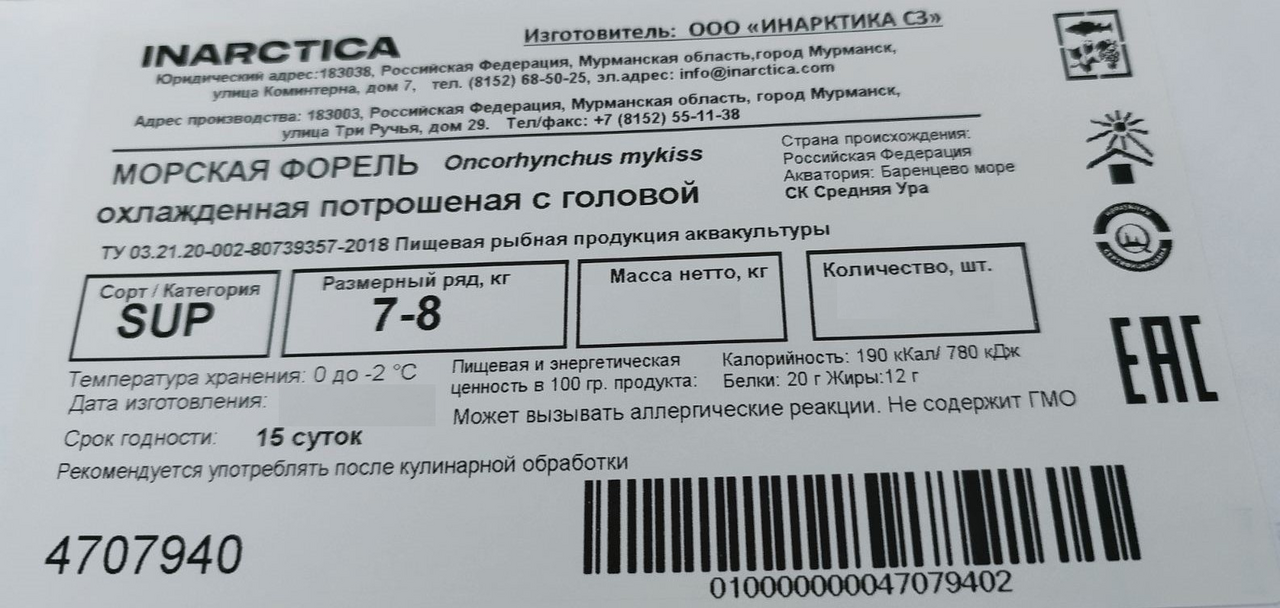 INARCTICA
Изготовитель: ООО «ИНАРКТИКА СЗ»
Юридический адрес:183038, Российская Федерация, Мурманская область,город Мурманск,
улица Коминтерна, дом 7, тел. (8152) 68-50-25, эл.адрес: info@inarctica.com
Адрес производства: 183003, Российская Федерация, Мурманская область, город Мурманск,
улица Три Ручья, дом 29. Тел/факс: +7 (8152) 55-11-38
МОРСКАЯ ФОРЕЛЬ Oncorhynchus mykiss
охлажденная потрошеная с головой
Страна происхождения:
Российская Федерация
Акватория: Баренцево море
СК Средняя Ура
ТУ 03.21.20-002-80739357-2018 Пищевая рыбная продукция аквакультуры
Сорт / Категория
SUP
Размерный ряд, кг
7-8
Масса нетто, кг
Количество, шт.
Температура хранения: 0 до -2 °C
Дата изготовления:
Срок годности: 15 суток
Пищевая и энергетическая
ценность в 100 гр. продукта:
Калорийность: 190 кКал/ 780 кДж
Белки: 20 г Жиры:12 г
Может вызывать аллергические реакции. Не содержит ГМО
Рекомендуется употреблять после кулинарной обработки
EAC
4707940
010000000047079402